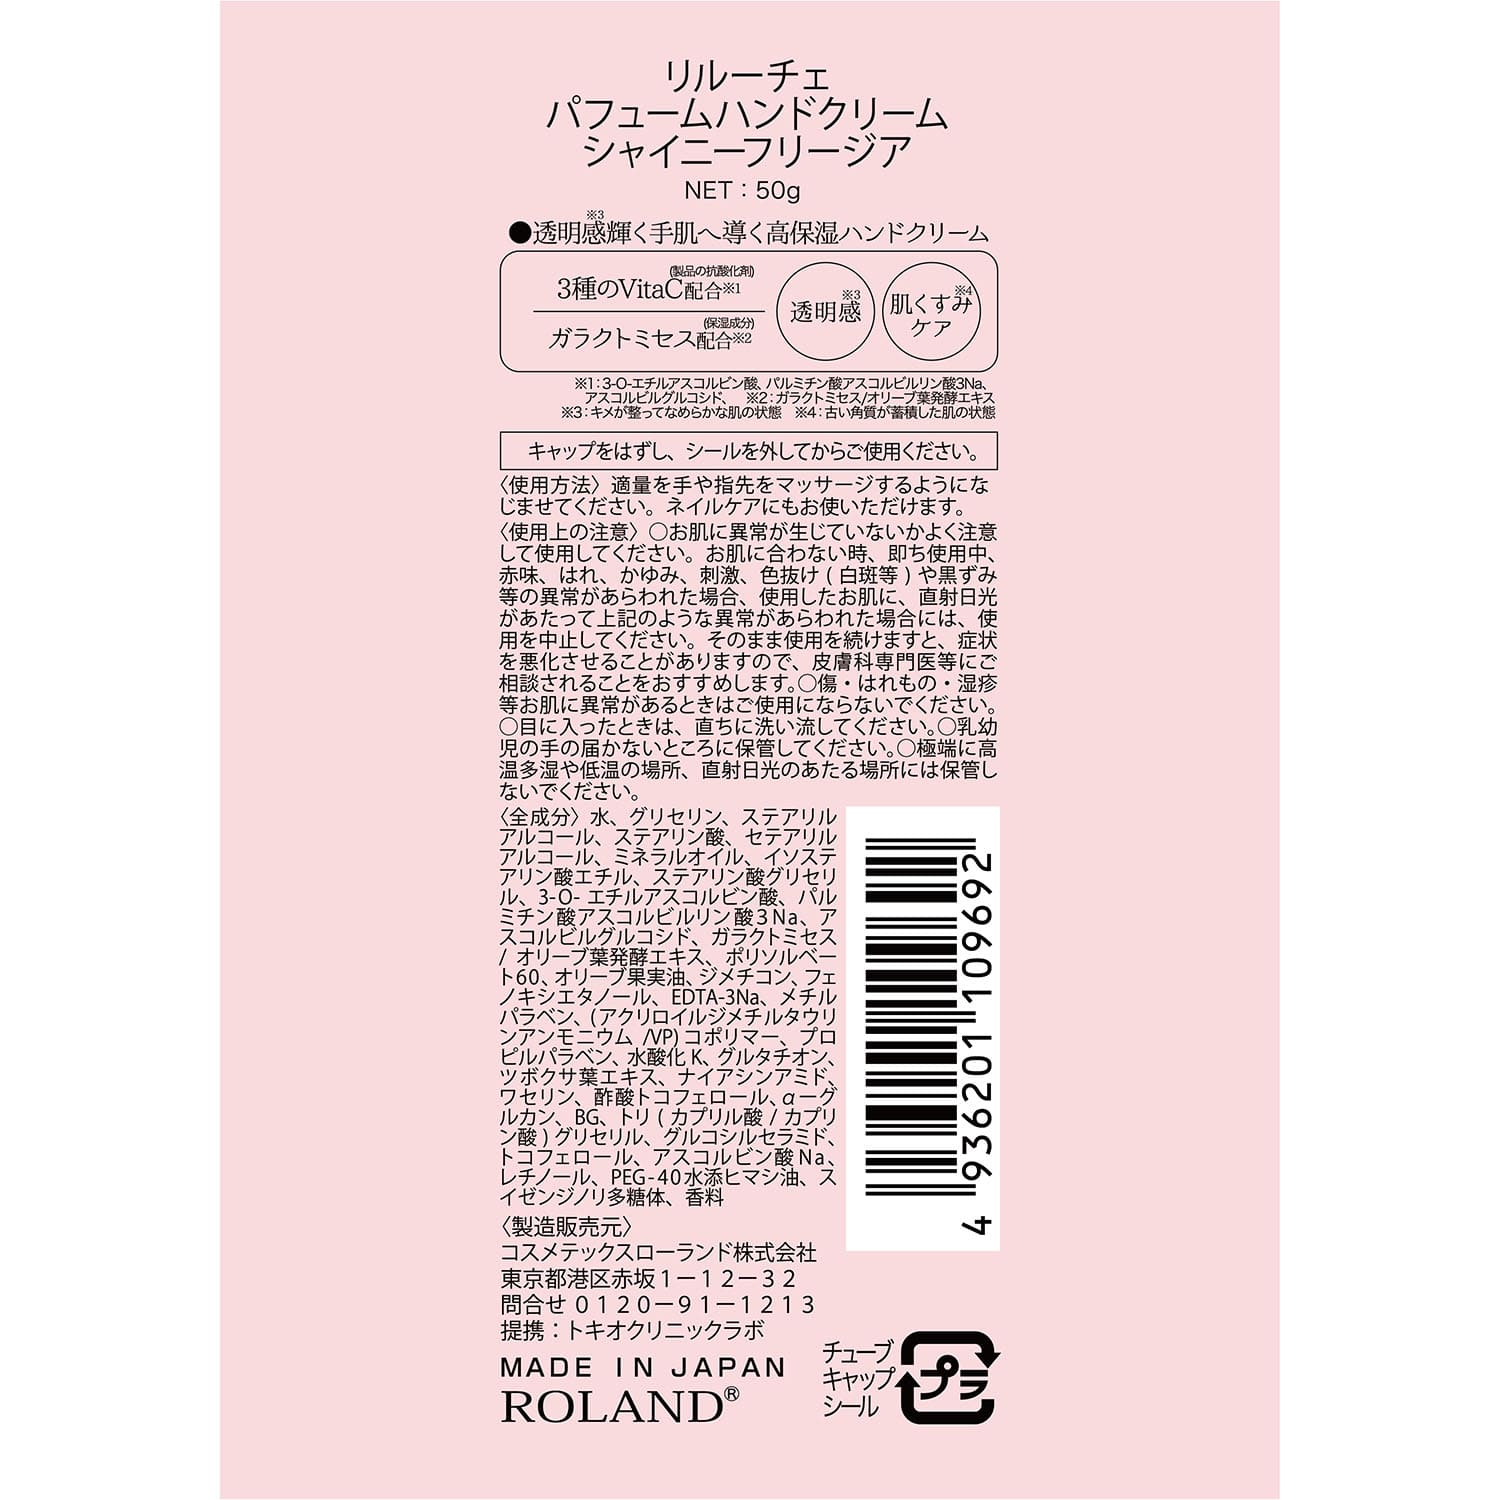 リルーチェ
パフュームハンドクリーム
シャイニーフリージア
NET：50g
●透明感※3輝く手肌へ導く高保湿ハンドクリーム
3種のVitaC(製品の抗酸化剤)配合※1
ガラクトミセス(保湿成分)配合※2
透明感※3
肌くすみ※4
ケア
※1：3-O-エチルアスコルビン酸、パルミチン酸アスコルビルリン酸3Na、
アスコルビルグルコシド、 ※2：ガラクトミセス/オリーブ葉発酵エキス
※3：キメが整ってなめらかな肌の状態 ※4：古い角質が蓄積した肌の状態
キャップをはずし、シールを外してからご使用ください。
〈使用方法〉適量を手や指先をマッサージするようにな
じませてください。ネイルケアにもお使いただけます。
〈使用上の注意〉○お肌に異常が生じていないかよく注意
して使用してください。お肌に合わない時、即ち使用中、
赤味、はれ、かゆみ、刺激、色抜け(白斑等)や黒ずみ
等の異常があらわれた場合、使用したお肌に、直射日光
があたって上記のような異常があらわれた場合には、使
用を中止してください。そのまま使用を続けますと、症状
を悪化させることがありますので、皮膚科専門医等にご
相談されることをおすすめします。○傷・はれもの・湿疹
等お肌に異常があるときはご使用にならないでください。
○目に入ったときは、直ちに洗い流してください。○乳幼
児の手の届かないところに保管してください。○極端に高
温多湿や低温の場所、直射日光のあたる場所には保管し
ないでください。
〈全成分〉水、グリセリン、ステアリル
アルコール、ステアリン酸、セテアリル
アルコール、ミネラルオイル、イソステ
アリン酸エチル、ステアリン酸グリセリ
ル、3-O- エチルアスコルビン酸、パル
ミチン酸アスコルビルリン酸3Na、ア
スコルビルグルコシド、ガラクトミセス
/ オリーブ葉発酵エキス、ポリソルベー
ト60、オリーブ果実油、ジメチコン、フェ
ノキシエタノール、EDTA-3Na、メチル
パラベン、(アクリロイルジメチルタウリ
ンアンモニウム /VP)コポリマー、プロ
ピルパラベン、水酸化K、グルタチオン、
ツボクサ葉エキス、ナイアシンアミド、
ワセリン、酢酸トコフェロール、α－グ
ルカン、BG、トリ(カプリル酸/カプリ
ン酸)グリセリル、グルコシルセラミド、
トコフェロール、アスコルビン酸Na、
レチノール、PEG-40水添ヒマシ油、ス
イゼンジノリ多糖体、香料
4 936201 109692
〈製造販売元〉
コスメテックスローランド株式会社
東京都港区赤坂１－１２－３２
問合せ ０１２０－９１－１２１３
提携：トキオクリニックラボ
MADE IN JAPAN
ROLAND®
チューブ
キャップ
シール
プラ